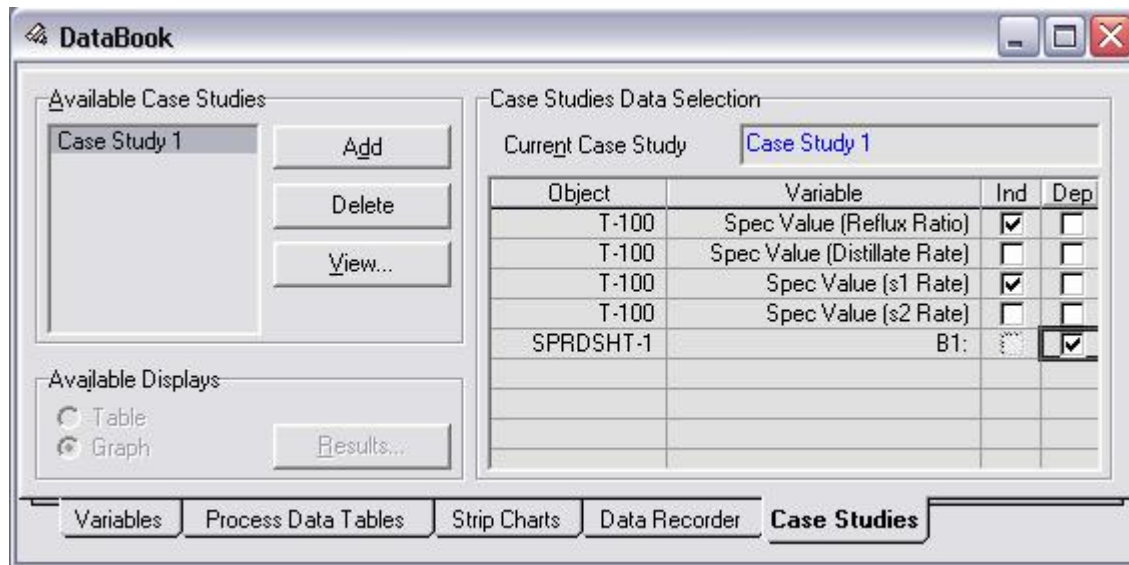 DataBook
Available Case Studies
Case Study 1
Add
Delete
View...
Available Displays
Table
Graph
Results...
Case Studies Data Selection
Current Case Study Case Study 1
Object Variable Ind Dep
T-100 Spec Value (Reflux Ratio)
T-100 Spec Value (Distillate Rate)
T-100 Spec Value (s1 Rate)
T-100 Spec Value (s2 Rate)
SPRDSHT-1 B1:
Variables Process Data Tables Strip Charts Data Recorder Case Studies